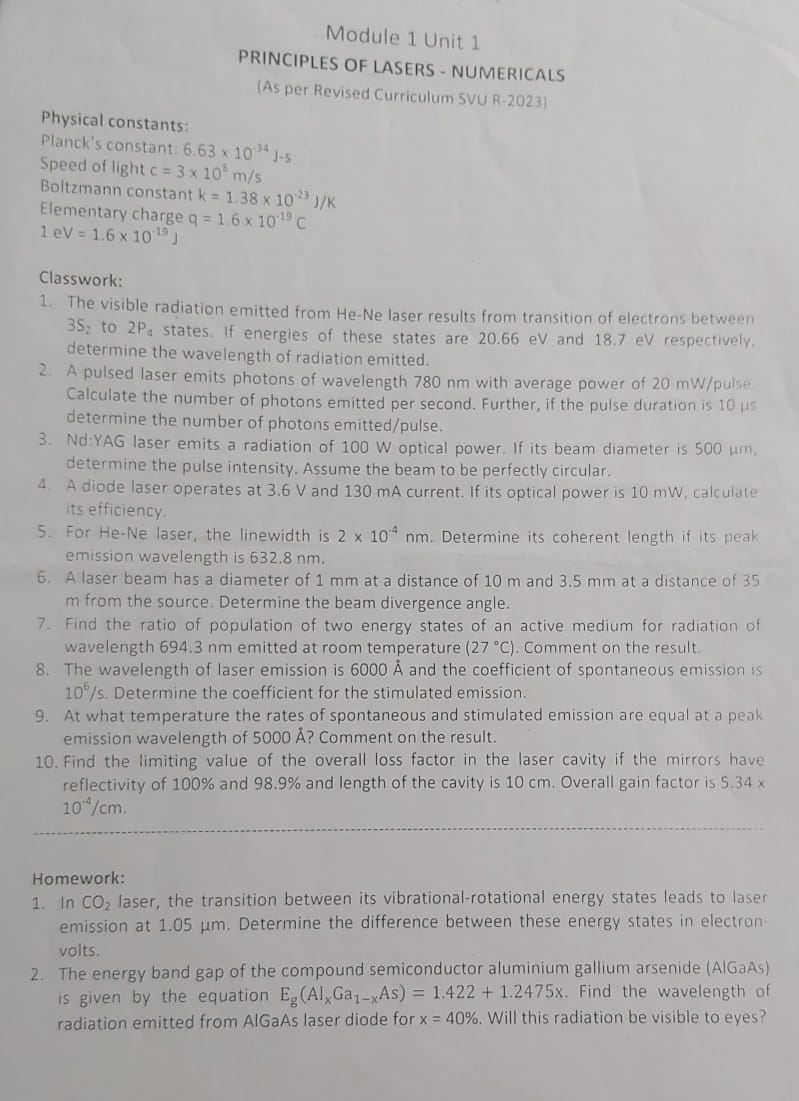 Module 1 Unit 1
PRINCIPLES OF LASERS - NUMERICALS
(As per Revised Curriculum SVU R-2023)
Physical constants:
Planck's constant: 6.63 x 10⁻³⁴ J-s
Speed of light c = 3 x 10⁸ m/s
Boltzmann constant k = 1.38 x 10⁻²³ J/K
Elementary charge q = 1.6 x 10⁻¹⁹ C
1 eV = 1.6 x 10⁻¹⁹ J
Classwork:
1. The visible radiation emitted from He-Ne laser results from transition of electrons between
3S₂ to 2P₄ states. If energies of these states are 20.66 eV and 18.7 eV respectively,
determine the wavelength of radiation emitted.
2. A pulsed laser emits photons of wavelength 780 nm with average power of 20 mW/pulse.
Calculate the number of photons emitted per second. Further, if the pulse duration is 10 µs
determine the number of photons emitted/pulse.
3. Nd:YAG laser emits a radiation of 100 W optical power. If its beam diameter is 500 µm,
determine the pulse intensity. Assume the beam to be perfectly circular.
4. A diode laser operates at 3.6 V and 130 mA current. If its optical power is 10 mW, calculate
its efficiency.
5. For He-Ne laser, the linewidth is 2 x 10⁻⁴ nm. Determine its coherent length if its peak
emission wavelength is 632.8 nm.
6. A laser beam has a diameter of 1 mm at a distance of 10 m and 3.5 mm at a distance of 35
m from the source. Determine the beam divergence angle.
7. Find the ratio of population of two energy states of an active medium for radiation of
wavelength 694.3 nm emitted at room temperature (27 °C). Comment on the result.
8. The wavelength of laser emission is 6000 Å and the coefficient of spontaneous emission is
10⁶/s. Determine the coefficient for the stimulated emission.
9. At what temperature the rates of spontaneous and stimulated emission are equal at a peak
emission wavelength of 5000 Å? Comment on the result.
10. Find the limiting value of the overall loss factor in the laser cavity if the mirrors have
reflectivity of 100% and 98.9% and length of the cavity is 10 cm. Overall gain factor is 5.34 x
10⁻⁴/cm.
Homework:
1. In CO₂ laser, the transition between its vibrational-rotational energy states leads to laser
emission at 1.05 µm. Determine the difference between these energy states in electron-
volts.
2. The energy band gap of the compound semiconductor aluminium gallium arsenide (AlGaAs)
is given by the equation E<sub>g</sub>(AlₓGa₁₋ₓAs) = 1.422 + 1.2475x. Find the wavelength of
radiation emitted from AlGaAs laser diode for x = 40%. Will this radiation be visible to eyes?